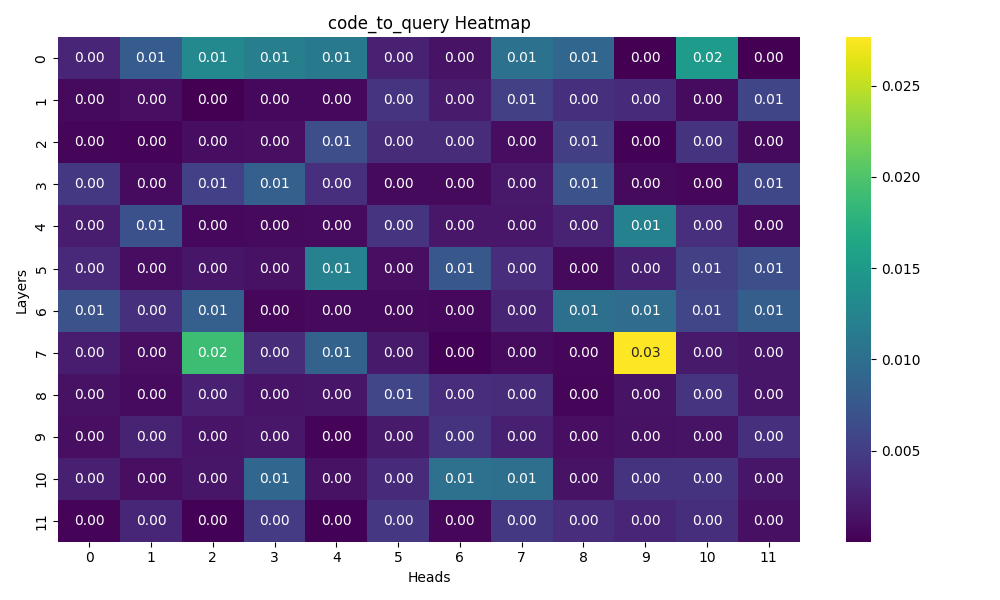 code_to_query Heatmap
0 0.00 0.01 0.01 0.01 0.01 0.00 0.00 0.01 0.01 0.00 0.02 0.00
1 0.00 0.00 0.00 0.00 0.00 0.00 0.00 0.01 0.00 0.00 0.00 0.01
2 0.00 0.00 0.00 0.00 0.01 0.00 0.00 0.00 0.01 0.00 0.00 0.00
3 0.00 0.00 0.01 0.01 0.00 0.00 0.00 0.00 0.01 0.00 0.00 0.01
4 0.00 0.01 0.00 0.00 0.00 0.00 0.00 0.00 0.00 0.01 0.00 0.00
5 0.00 0.00 0.00 0.00 0.01 0.00 0.01 0.00 0.00 0.00 0.01 0.01
6 0.01 0.00 0.01 0.00 0.00 0.00 0.00 0.00 0.01 0.01 0.01 0.01
7 0.00 0.00 0.02 0.00 0.01 0.00 0.00 0.00 0.00 0.03 0.00 0.00
8 0.00 0.00 0.00 0.00 0.00 0.01 0.00 0.00 0.00 0.00 0.00 0.00
9 0.00 0.00 0.00 0.00 0.00 0.00 0.00 0.00 0.00 0.00 0.00 0.00
10 0.00 0.00 0.00 0.01 0.00 0.00 0.01 0.01 0.00 0.00 0.00 0.00
11 0.00 0.00 0.00 0.00 0.00 0.00 0.00 0.00 0.00 0.00 0.00 0.00
0 1 2 3 4 5 6 7 8 9 10 11
Heads
Layers
0.025
0.020
0.015
0.010
0.005